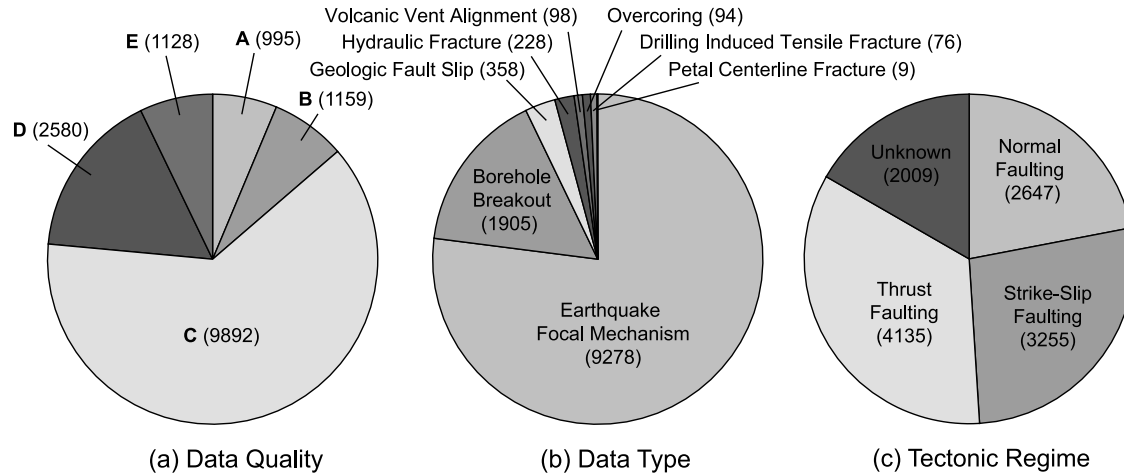 E (1128)
A (995)
B (1159)
D (2580)
C (9892)
(a) Data Quality
Volcanic Vent Alignment (98)
Hydraulic Fracture (228)
Geologic Fault Slip (358)
Overcoring (94)
Drilling Induced Tensile Fracture (76)
Petal Centerline Fracture (9)
Borehole
Breakout
(1905)
Earthquake
Focal Mechanism
(9278)
(b) Data Type
Unknown
(2009)
Normal
Faulting
(2647)
Thrust
Faulting
(4135)
Strike-Slip
Faulting
(3255)
(c) Tectonic Regime